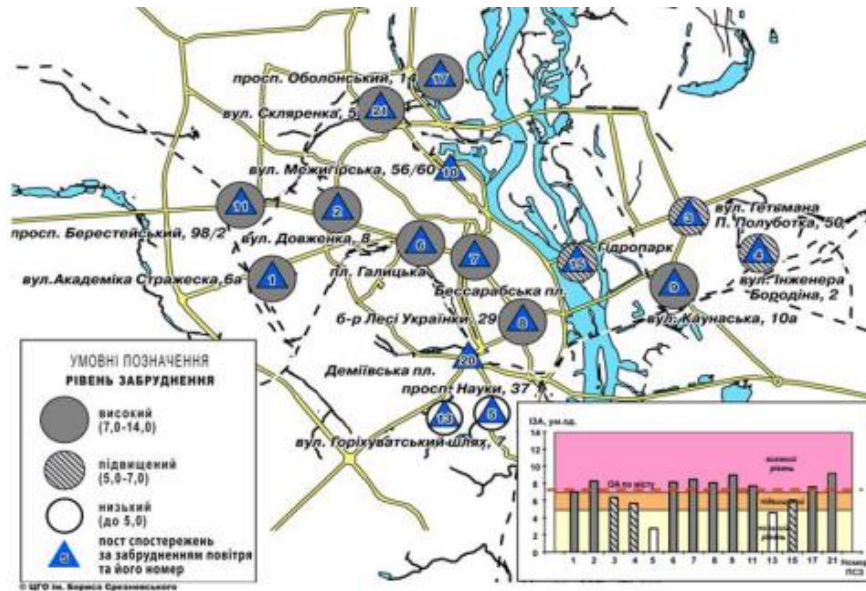 просп. Оболонський, 14
17
вул. Скляренка, 5
21
вул. Межигірська, 56/60
10
11
2
3
вул. Гетьмана
П. Полуботка, 50
просп. Берестейський, 98/2
вул. Довженка, 8
6
7
Гідропарк
15
4
вул.Академіка Стражеска,6а
1
пл. Галицька
Бессарабська пл.
9
вул. Інженера
Бородіна, 2
б-р Лесі Українки, 29
8
вул. Каунаська, 10а
Деміївська пл.
20
просп. Науки, 37
13
5
вул. Горіхуватський шлях, 7
УМОВНІ ПОЗНАЧЕННЯ
РІВЕНЬ ЗАБРУДНЕННЯ
високий
(7,0-14,0)
підвищений
(5,0-7,0)
низький
(до 5,0)
5
пост спостережень
за забрудненням повітря
та його номер
ІЗА, ум.од.
14
12
10
8
6
4
2
0
високий
рівень
ІЗА по місту
рівень
1 2 3 4 5 6 7 8 9 11 13 15 17 21
Номер
ПСЗ
© ЦГО ім. Бориса Срезневського